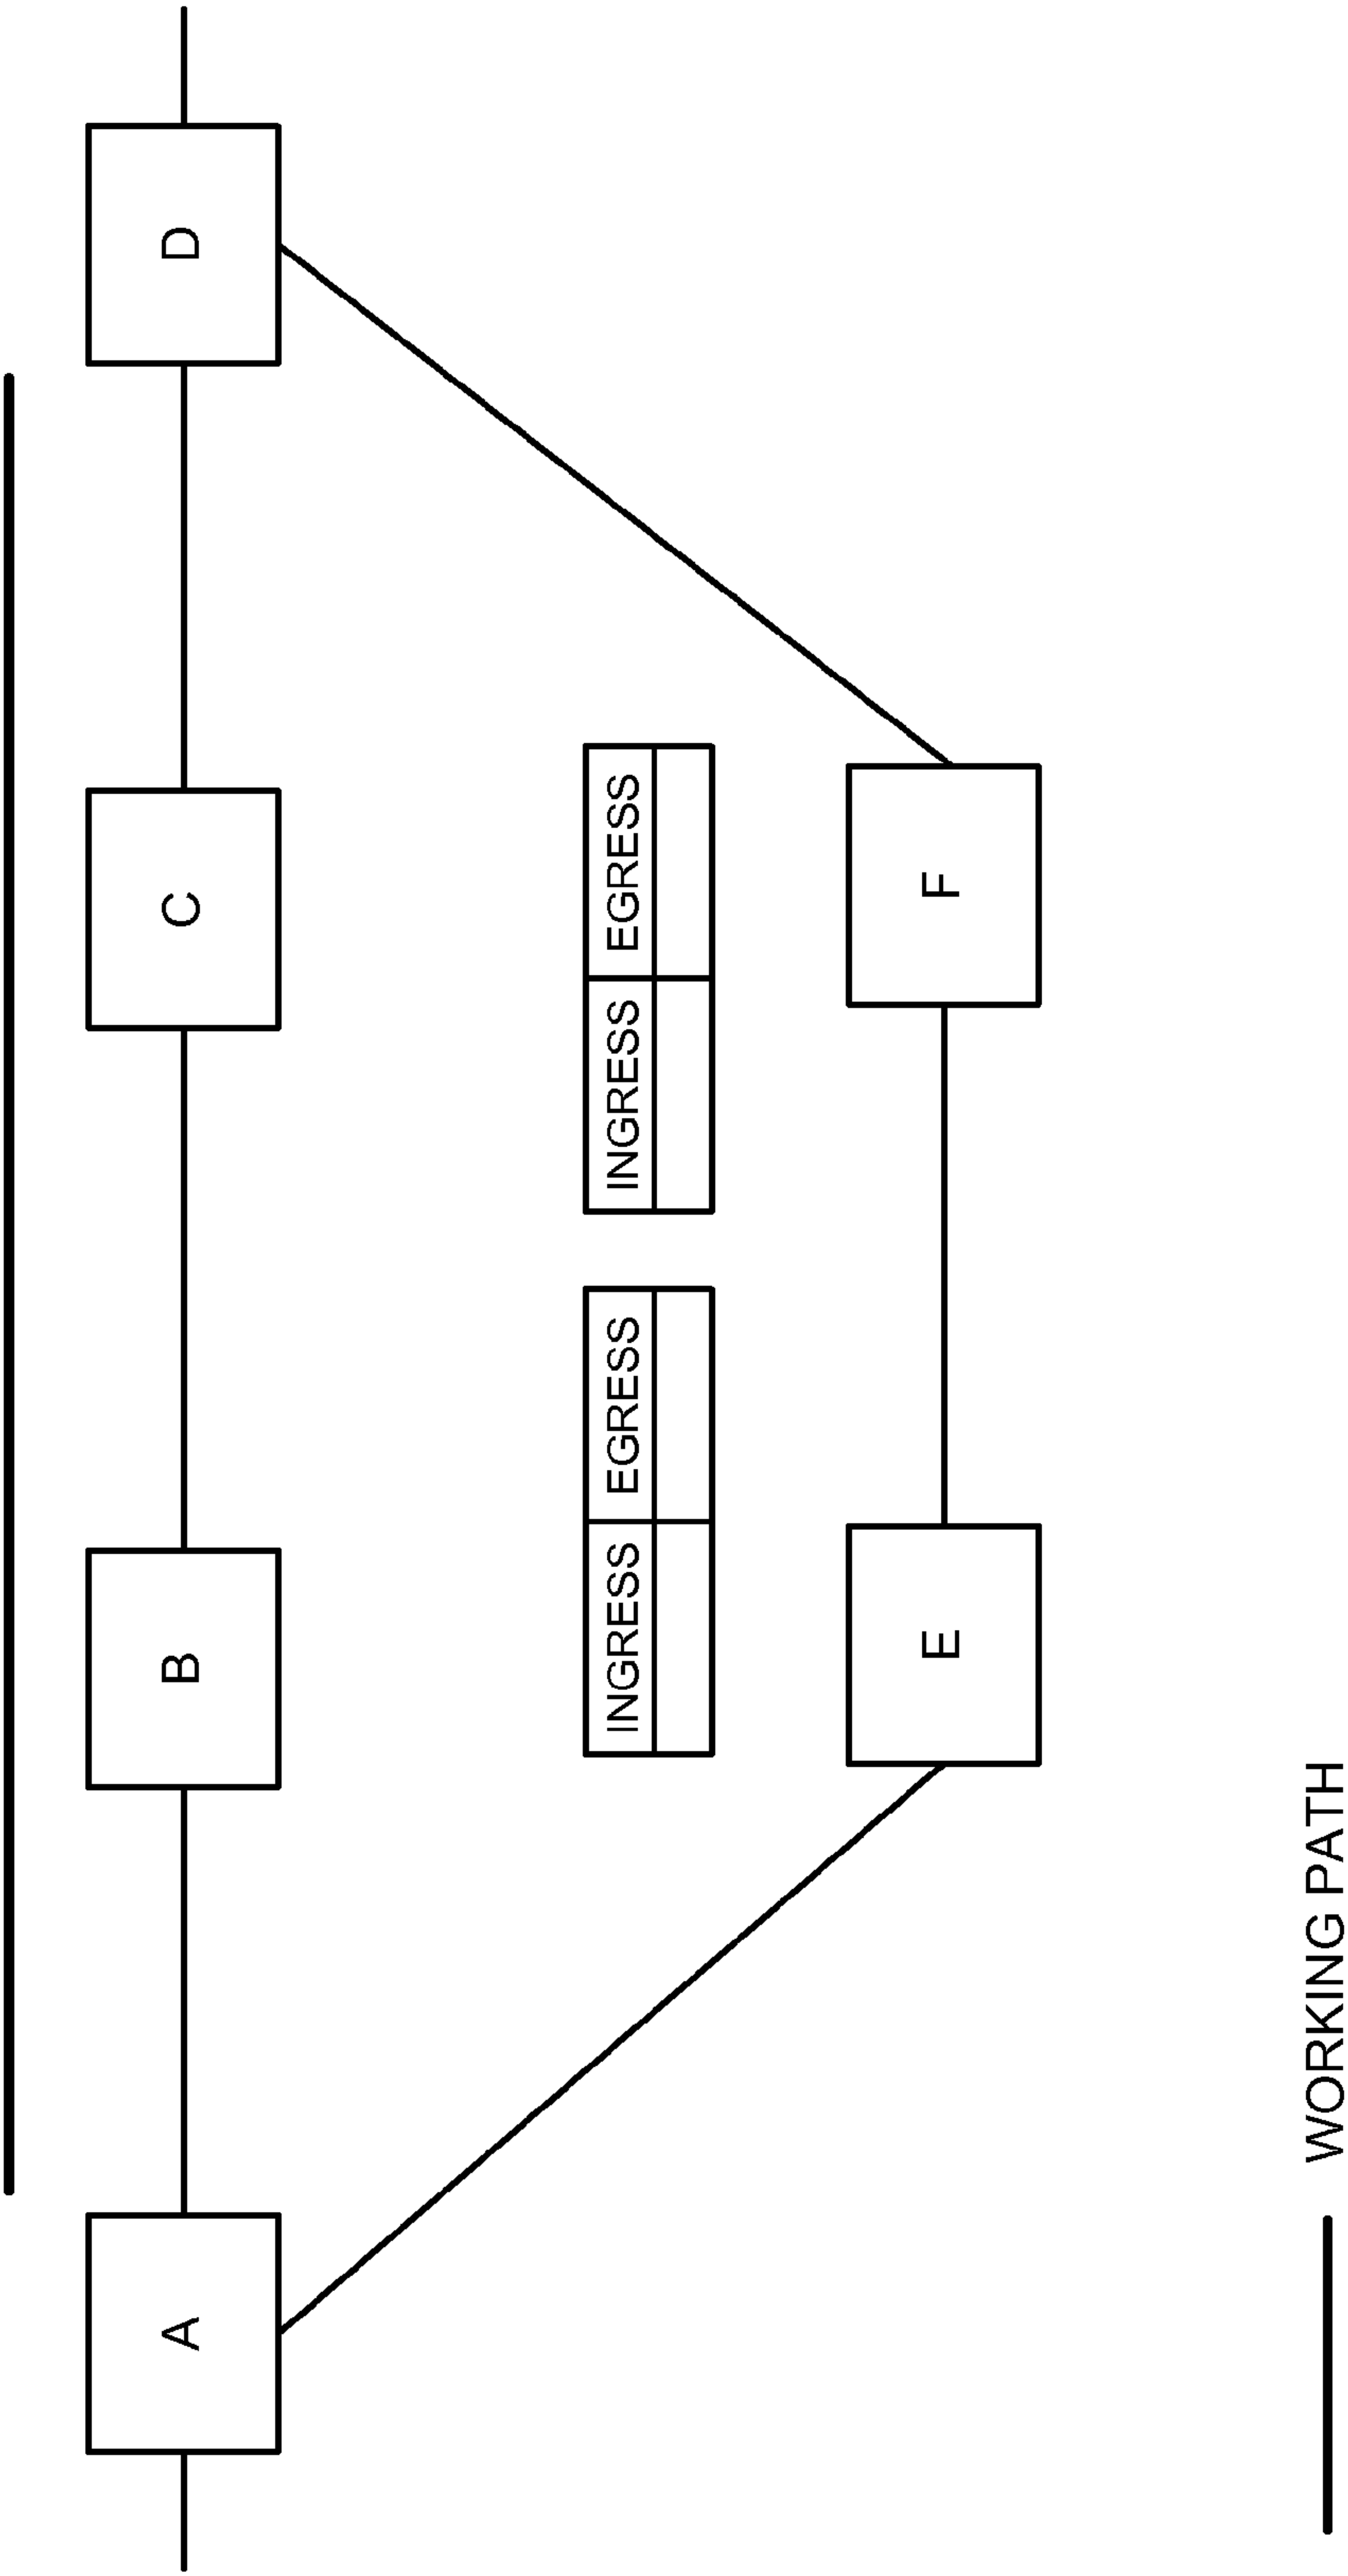 A B C D
INGRESS EGRESS INGRESS EGRESS
E F
WORKING PATH